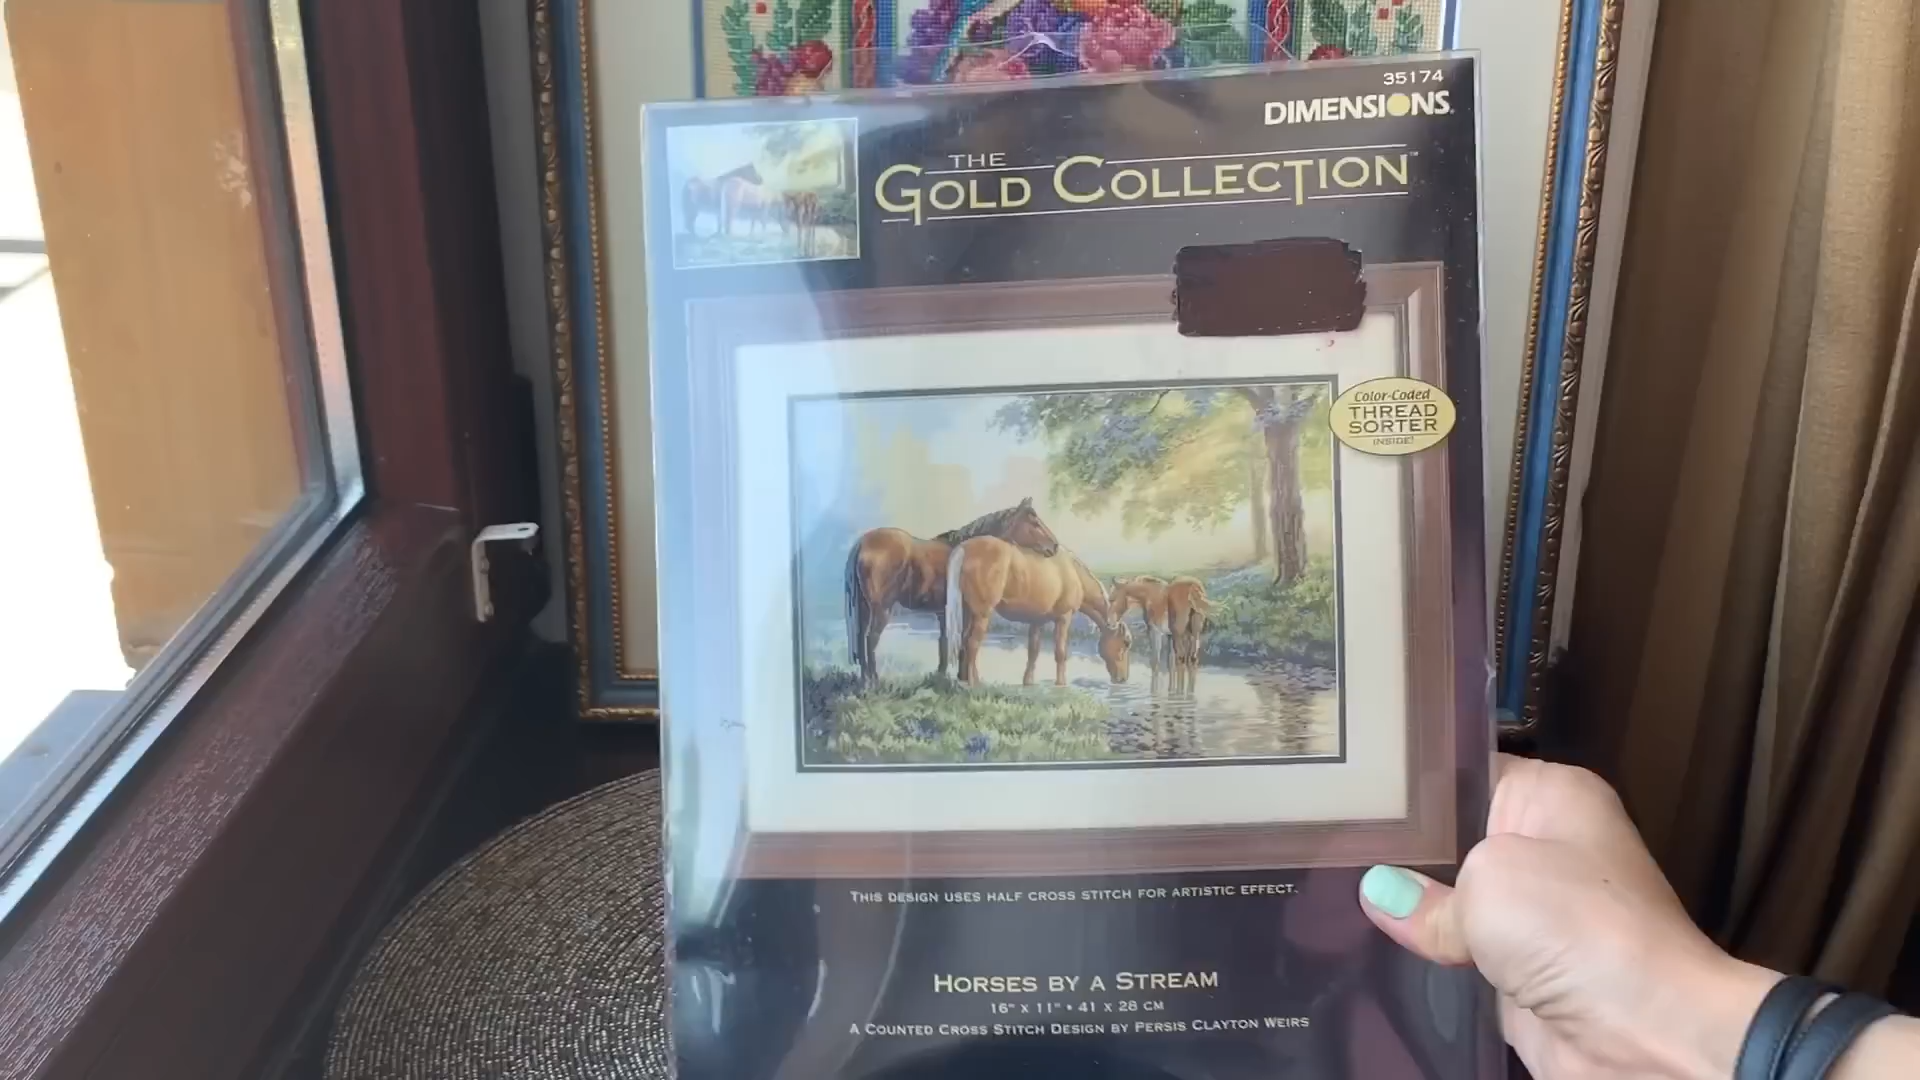 35174
DIMENSIONS
THE
GOLD COLLECTION™
Color-Coded
THREAD
SORTER
INSIDE!
THIS DESIGN USES HALF CROSS STITCH FOR ARTISTIC EFFECT.
HORSES BY A STREAM
16" X 11" • 41 X 28 CM
A COUNTED CROSS STITCH DESIGN BY PERSIS CLAYTON WEIRS